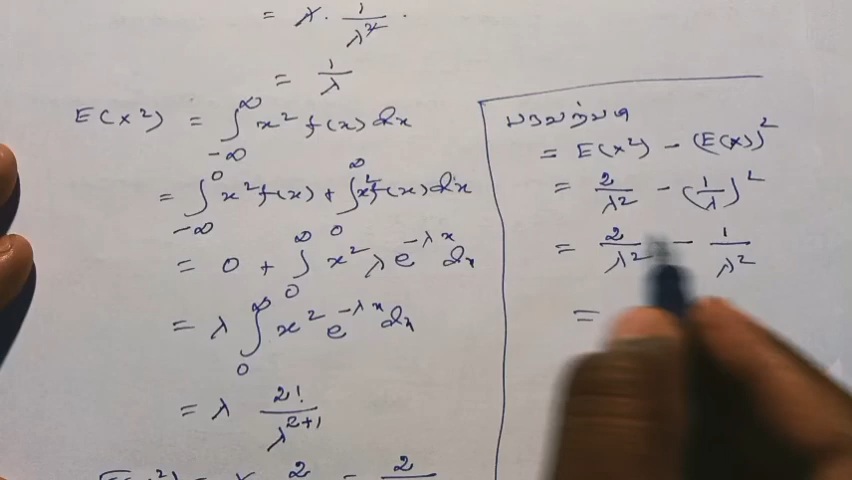 = λ · 1/λ² .
= 1/λ
E(x²) = ∫_{-∞}^{∞} x² f(x) dx
= ∫_{-∞}^{0} x² f(x) + ∫_{0}^{∞} x² f(x) dx
= 0 + ∫_{0}^{∞} x² λ e^{-λx} dx
= λ ∫_{0}^{∞} x² e^{-λx} dx
= λ 2!/λ^{2+1}
= E(x²) - (E(x))²
= 2/λ² - (1/λ)²
= 2/λ² - 1/λ²
=